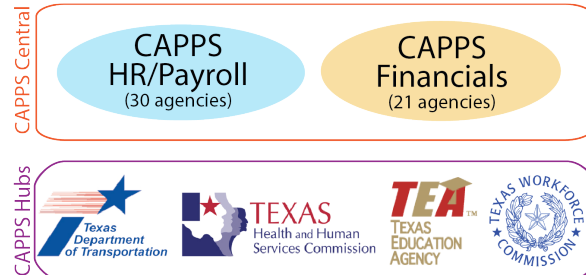 CAPPS Central
CAPPS
HR/Payroll
(30 agencies)
CAPPS
Financials
(21 agencies)
CAPPS Hubs
Texas
Department
of Transportation
TEXAS
Health and Human
Services Commission
TEA™
TEXAS
EDUCATION
AGENCY
TEXAS WORKFORCE
COMMISSION